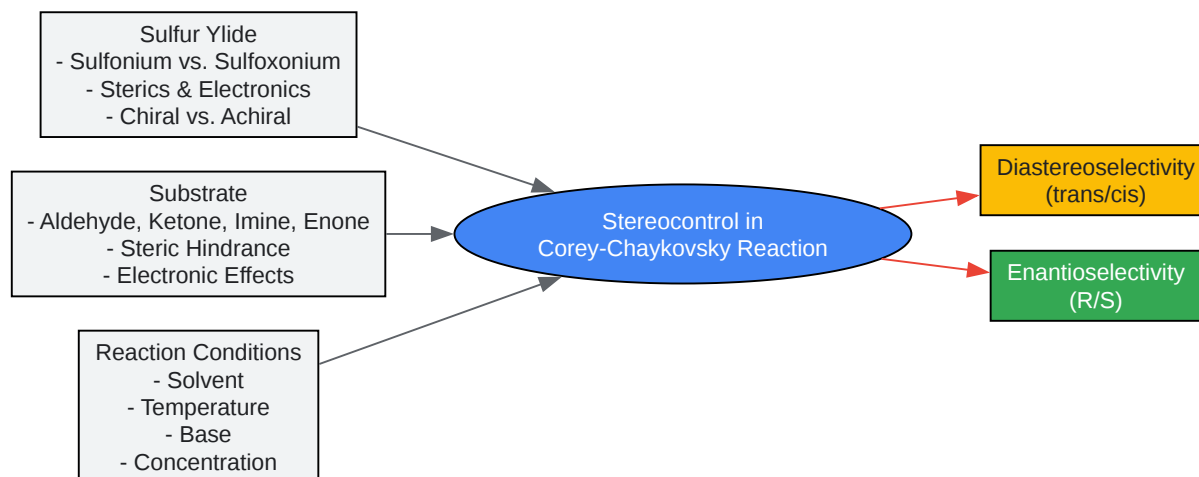 Sulfur Ylide
- Sulfonium vs. Sulfoxonium
- Sterics & Electronics
- Chiral vs. Achiral
Substrate
- Aldehyde, Ketone, Imine, Enone
- Steric Hindrance
- Electronic Effects
Reaction Conditions
- Solvent
- Temperature
- Base
- Concentration
Stereocontrol in
Corey-Chaykovsky Reaction
Diastereoselectivity
(trans/cis)
Enantioselectivity
(R/S)